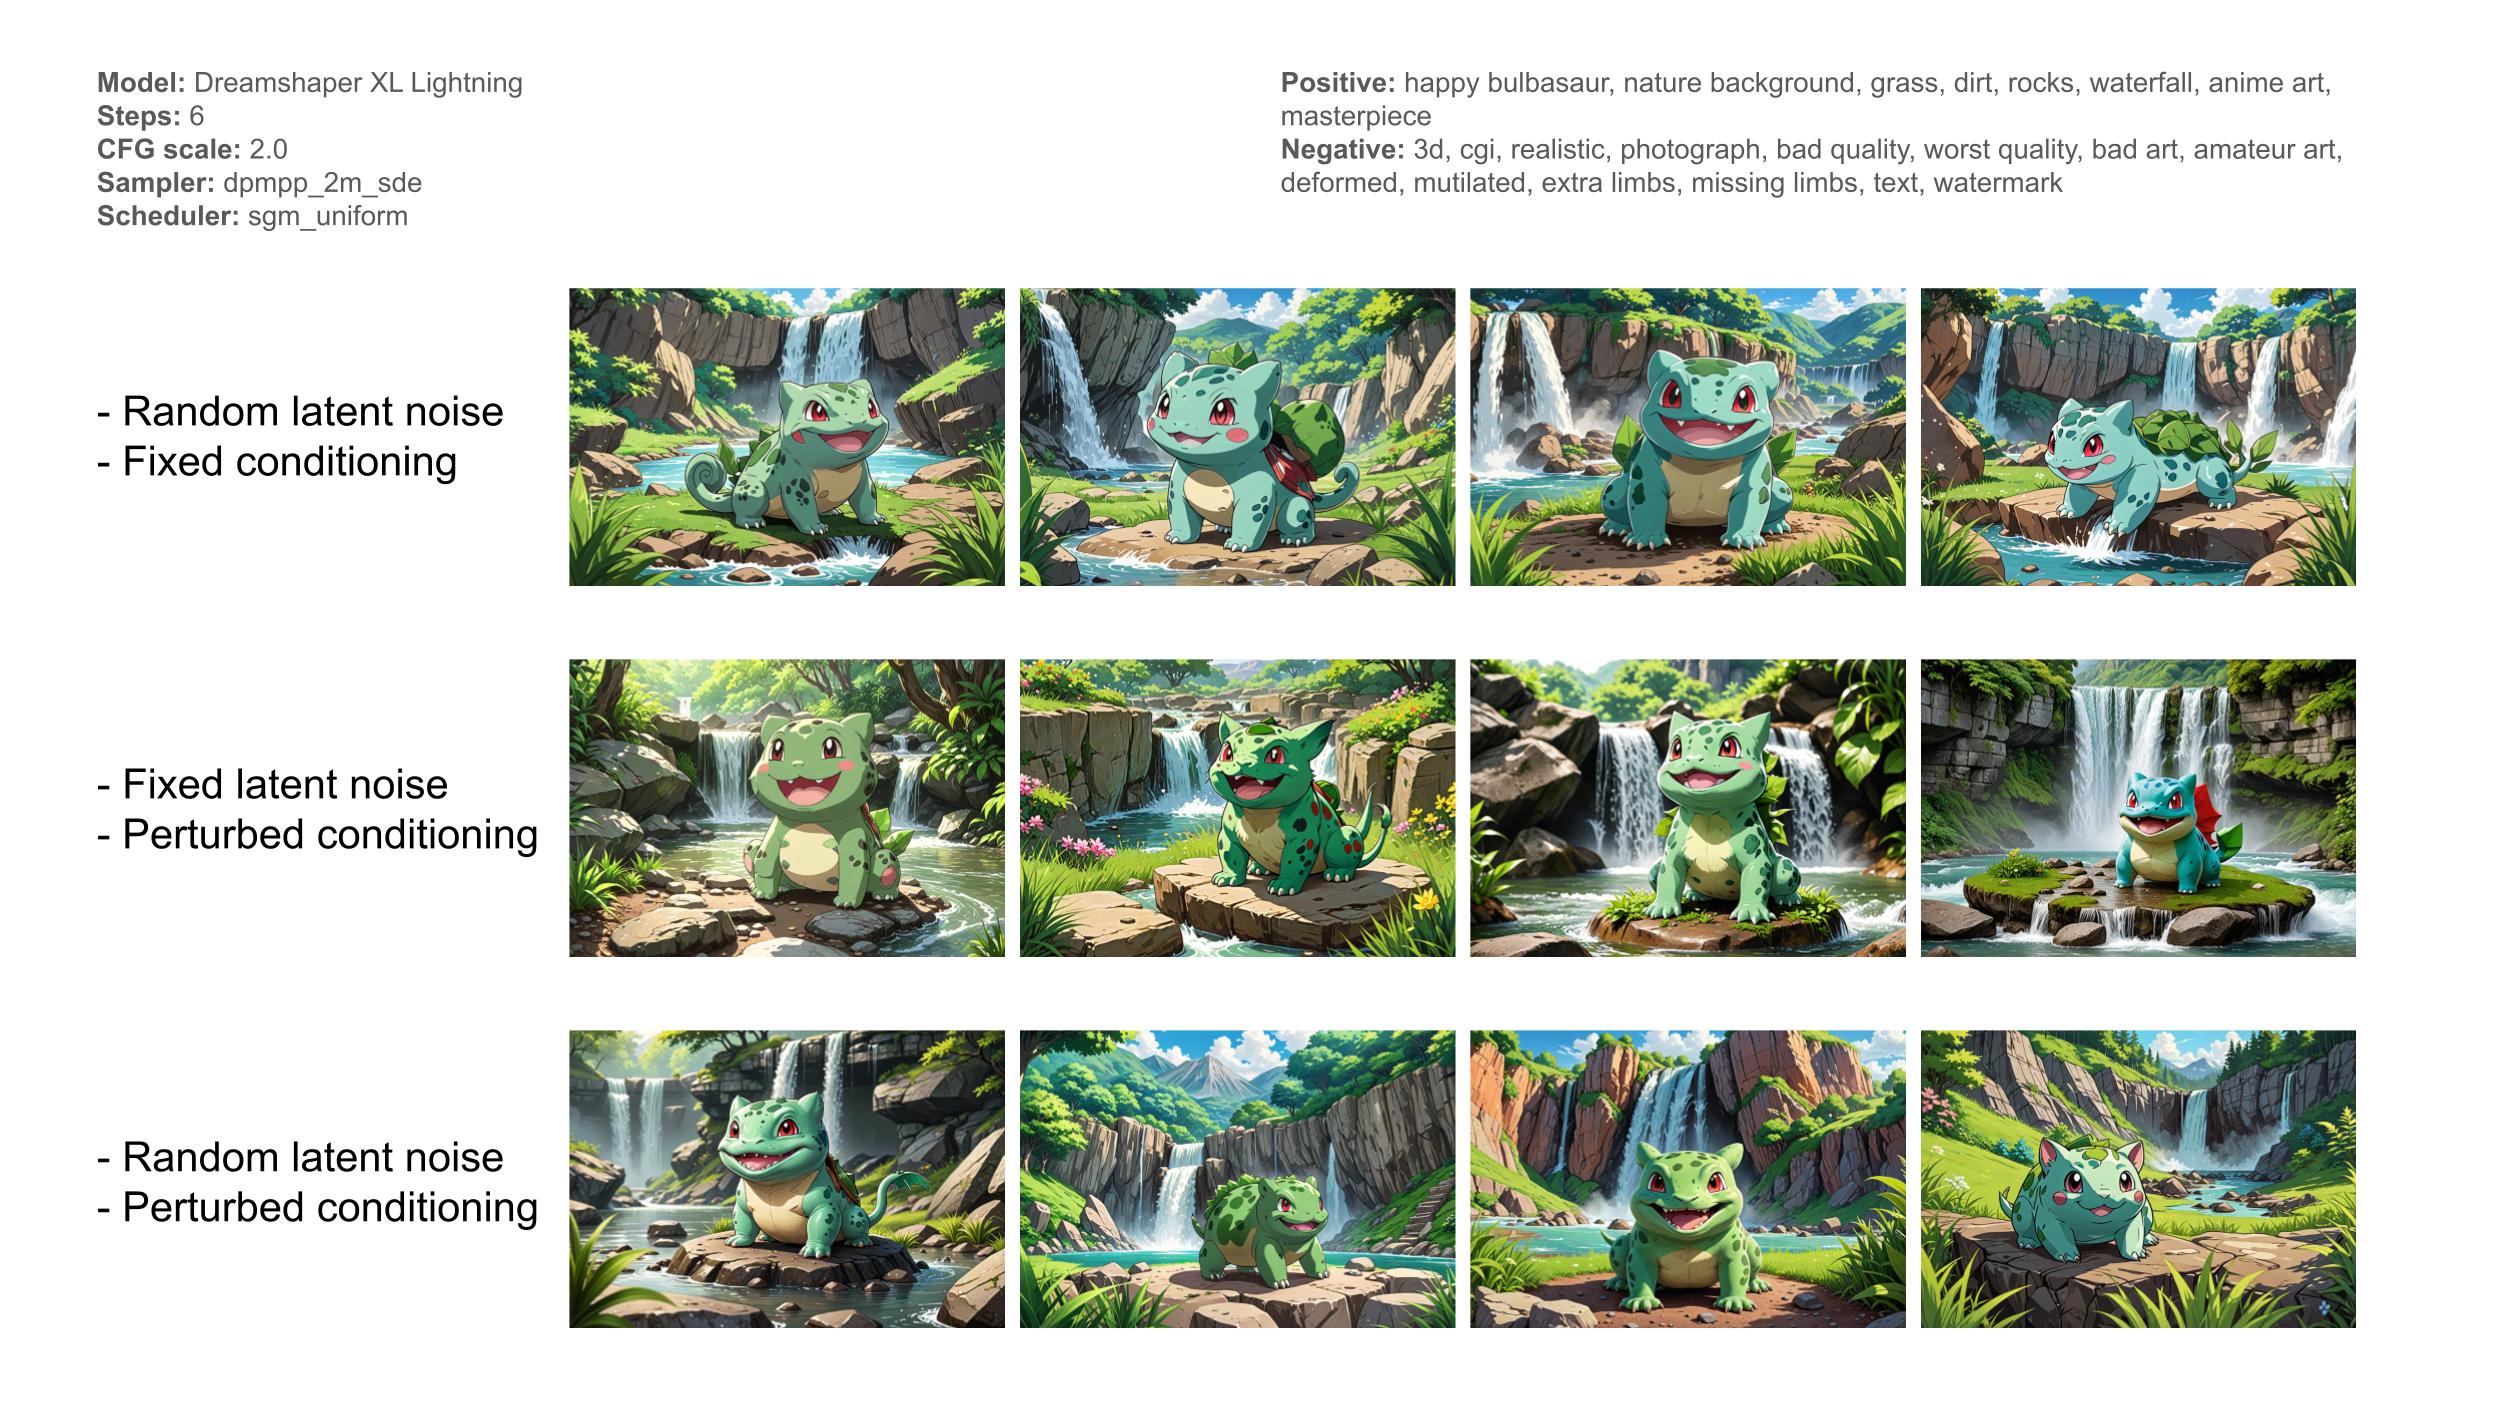 Model: Dreamshaper XL Lightning
Steps: 6
CFG scale: 2.0
Sampler: dpmpp_2m_sde
Scheduler: sgm_uniform
Positive: happy bulbasaur, nature background, grass, dirt, rocks, waterfall, anime art,
masterpiece
Negative: 3d, cgi, realistic, photograph, bad quality, worst quality, bad art, amateur art,
deformed, mutilated, extra limbs, missing limbs, text, watermark
- Random latent noise
- Fixed conditioning
- Fixed latent noise
- Perturbed conditioning
- Random latent noise
- Perturbed conditioning